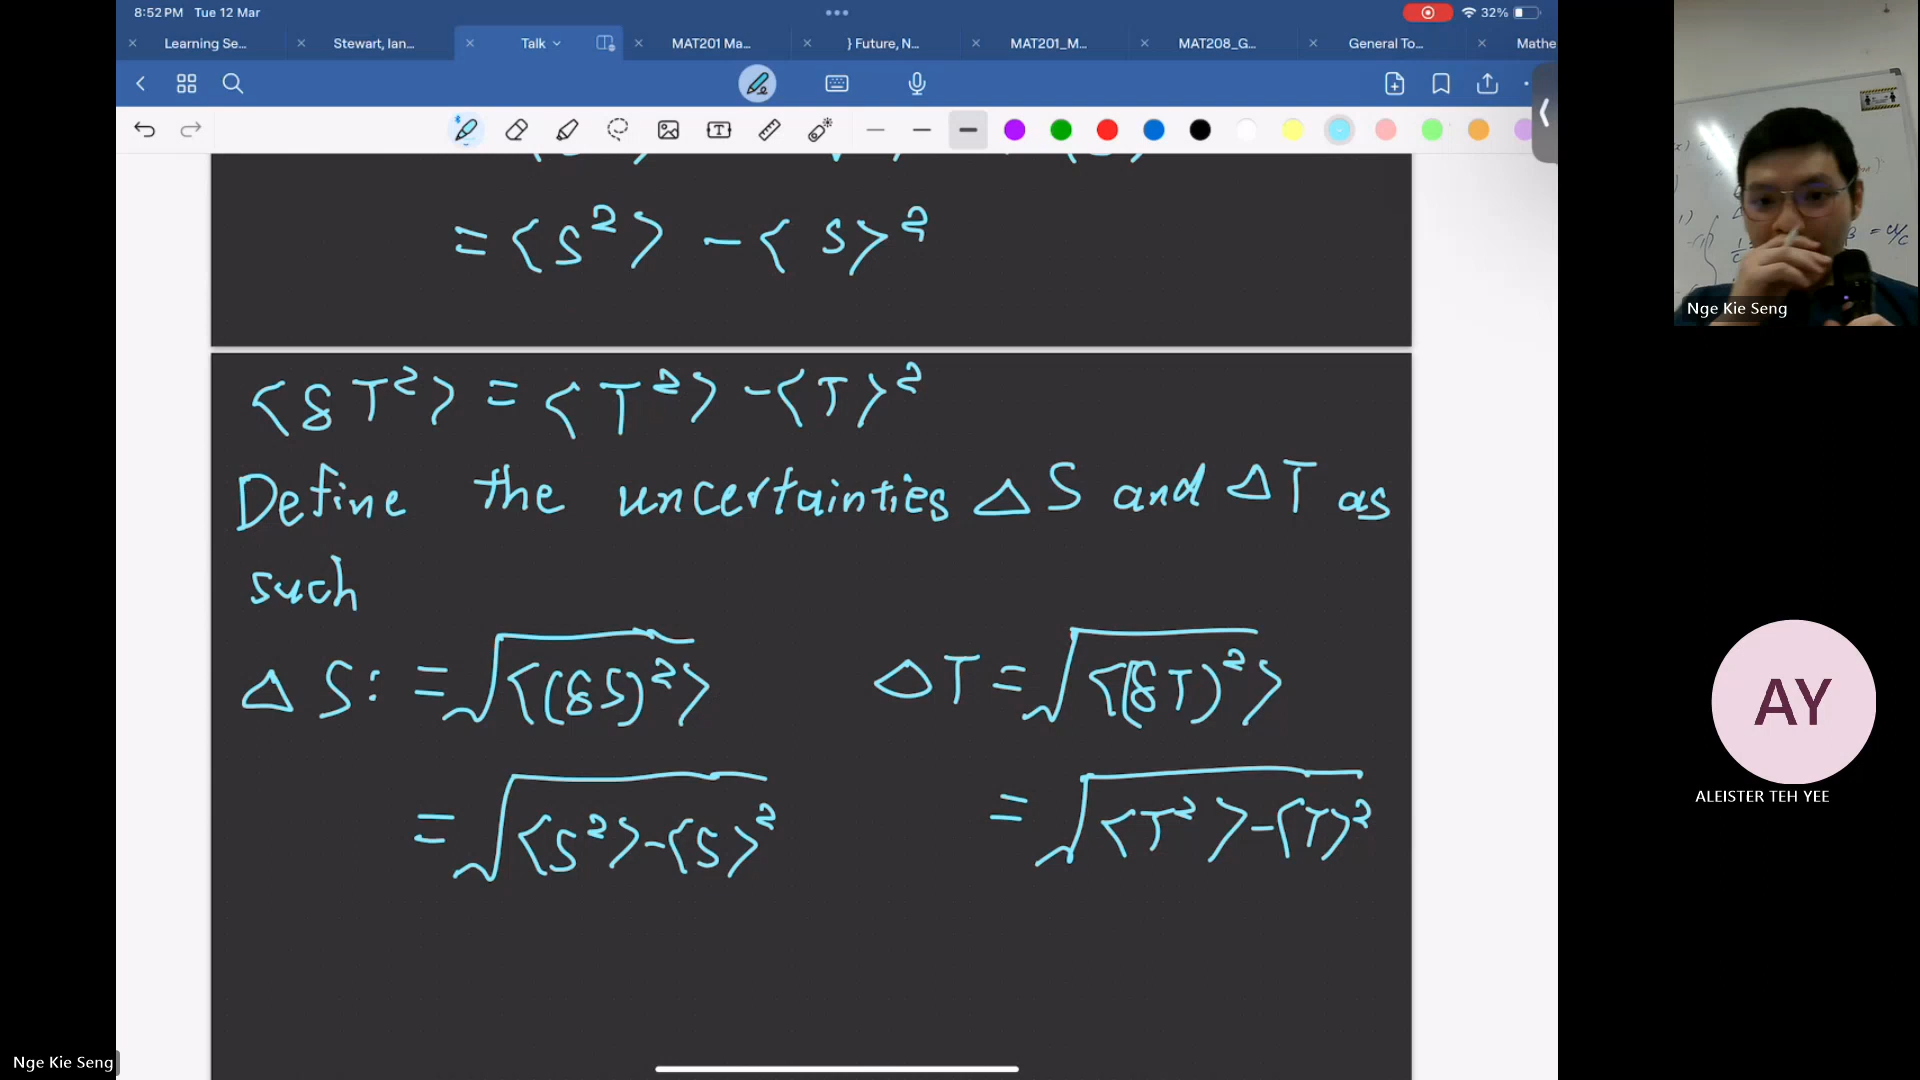 8:52 PM Tue 12 Mar
32%
Learning Se...
Stewart, Ian...
Talk
MAT201 Ma...
} Future, N...
MAT201_M...
MAT208_G...
General To...
Mathe
= ⟨S²⟩ - ⟨S⟩²
⟨δT²⟩ = ⟨T²⟩ - ⟨T⟩²
Define the uncertainties ΔS and ΔT as
such
ΔS := √⟨(δS)²⟩ ΔT = √⟨(δT)²⟩
= √⟨S²⟩-⟨S⟩² = √⟨T²⟩-⟨T⟩²
Nge Kie Seng
AY
ALEISTER TEH YEE
Nge Kie Seng